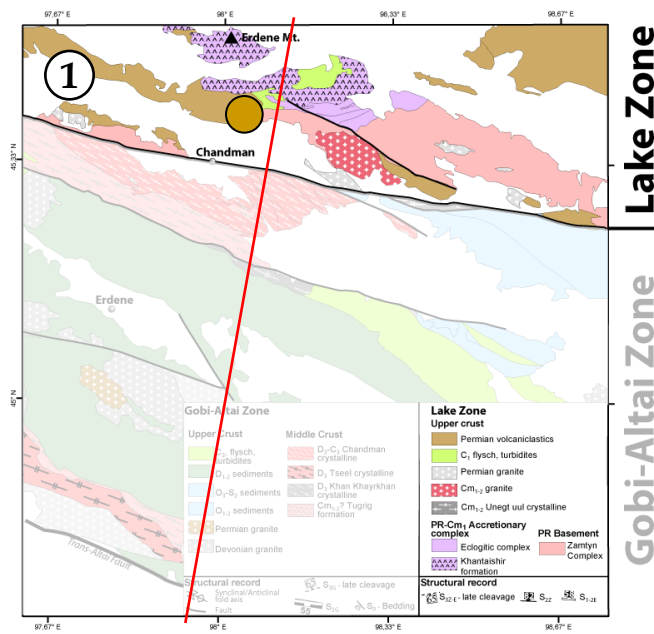 97,67° E
98° E
98,33° E
98,67° E
Erdene Mt.
1
Lake Zone
Chandman
45,33° N
Erdene
45° N
Gobi-Altai Zone
Gobi-Altai Zone
Upper Crust
Middle Crust
C₁, flysch,
turbidites
D₁₋₂ sediments
O₃-S₂ sediments
O₁₋₂ sediments
Permian granite
Devonian granite
D₃-C₁ Chandman
crystalline
D₁ Tseel crystalline
D₁ Khan Khayrkhan
crystalline
Cm₁₋₂? Tugrig
formation
Structural record
Synclinal/Anticlinal
fold axis
Fault
S₃G - late cleavage
55
S₂G
S₀ - Bedding
Trans-Altai Fault
Lake Zone
Upper crust
Permian volcaniclastics
C₁ flysch, turbidites
Permian granite
Cm₁₋₂ granite
Cm₁₋₂ Unegt uul crystalline
PR-Cm₁ Accretionary
complex
Eclogitic complex
Khantaishir
formation
PR Basement
Zamtyn
Complex
Structural record
S₃Z-E - late cleavage
S₂Z
S₁₋₂E
97,67° E
98° E
98,33° E
98,67° E